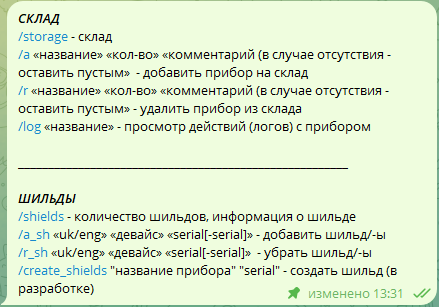 СКЛАД
/storage - склад
/a «название» «кол-во» «комментарий (в случае отсутствия -
оставить пустым»  - добавить прибор на склад
/r «название» «кол-во» «комментарий (в случае отсутствия -
оставить пустым» - удалить прибор из склада
/log «название» - просмотр действий (логов) с прибором
ШИЛЬДЫ
/shields - количество шильдов, информация о шильде
/a_sh «uk/eng» «девайс» «serial[-serial]» - добавить шильд/-ы
/r_sh «uk/eng» «девайс» «serial[-serial]»  - убрать шильд/-ы
/create_shields "название прибора" "serial" - создать шильд (в
разработке)
изменено 13:31